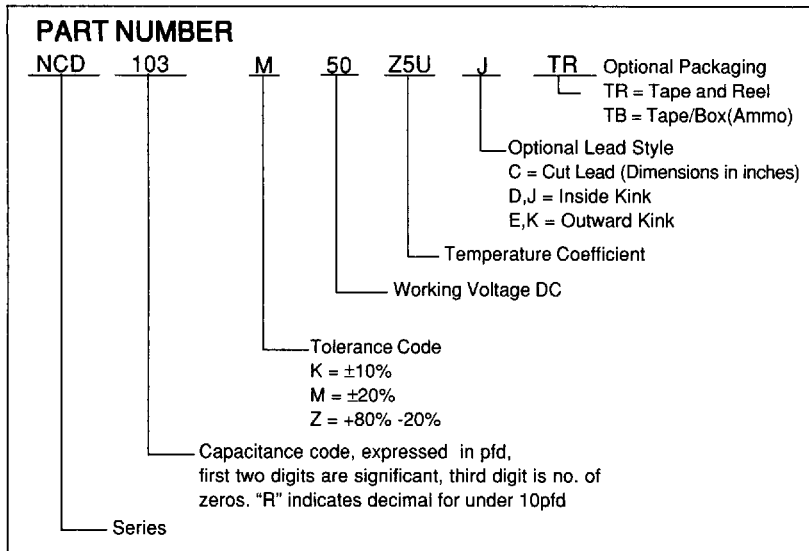 PART NUMBER
NCD 103 M 50 Z5U J TR Optional Packaging
TR = Tape and Reel
TB = Tape/Box(Ammo)
Optional Lead Style
C = Cut Lead (Dimensions in inches)
D,J = Inside Kink
E,K = Outward Kink
Temperature Coefficient
Working Voltage DC
Tolerance Code
K = ±10%
M = ±20%
Z = +80% -20%
Capacitance code, expressed in pfd,
first two digits are significant, third digit is no. of
zeros. "R" indicates decimal for under 10pfd
Series